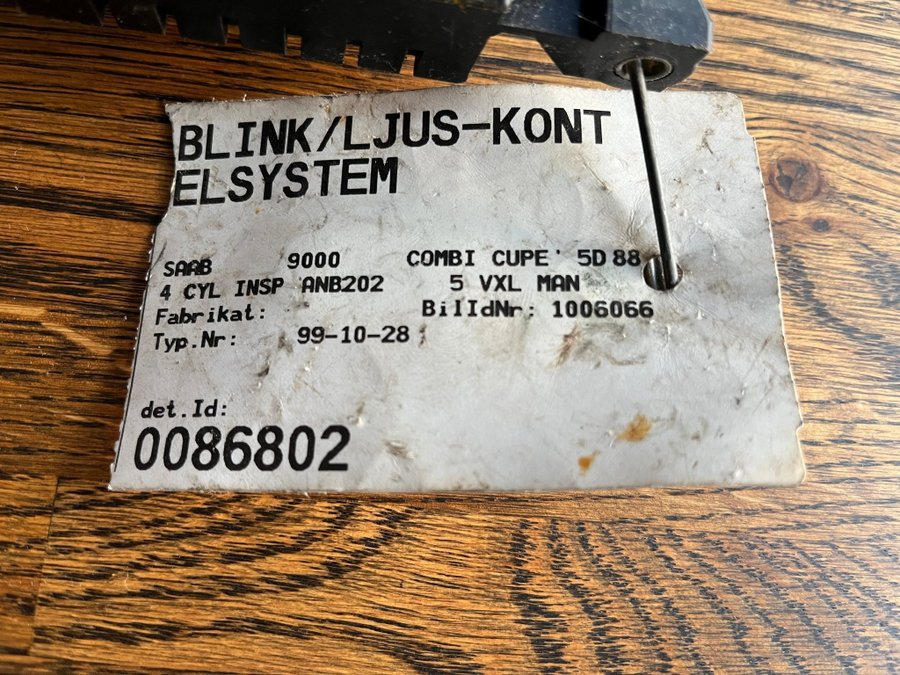 BLINK/LJUS-KONT
ELSYSTEM
SAAB 9000 COMBI CUPE' 5D 88
4 CYL INSP ANB202 5 VXL MAN
Fabrikat: BilIdNr: 1006066
Typ.Nr: 99-10-28
det.Id:
0086802